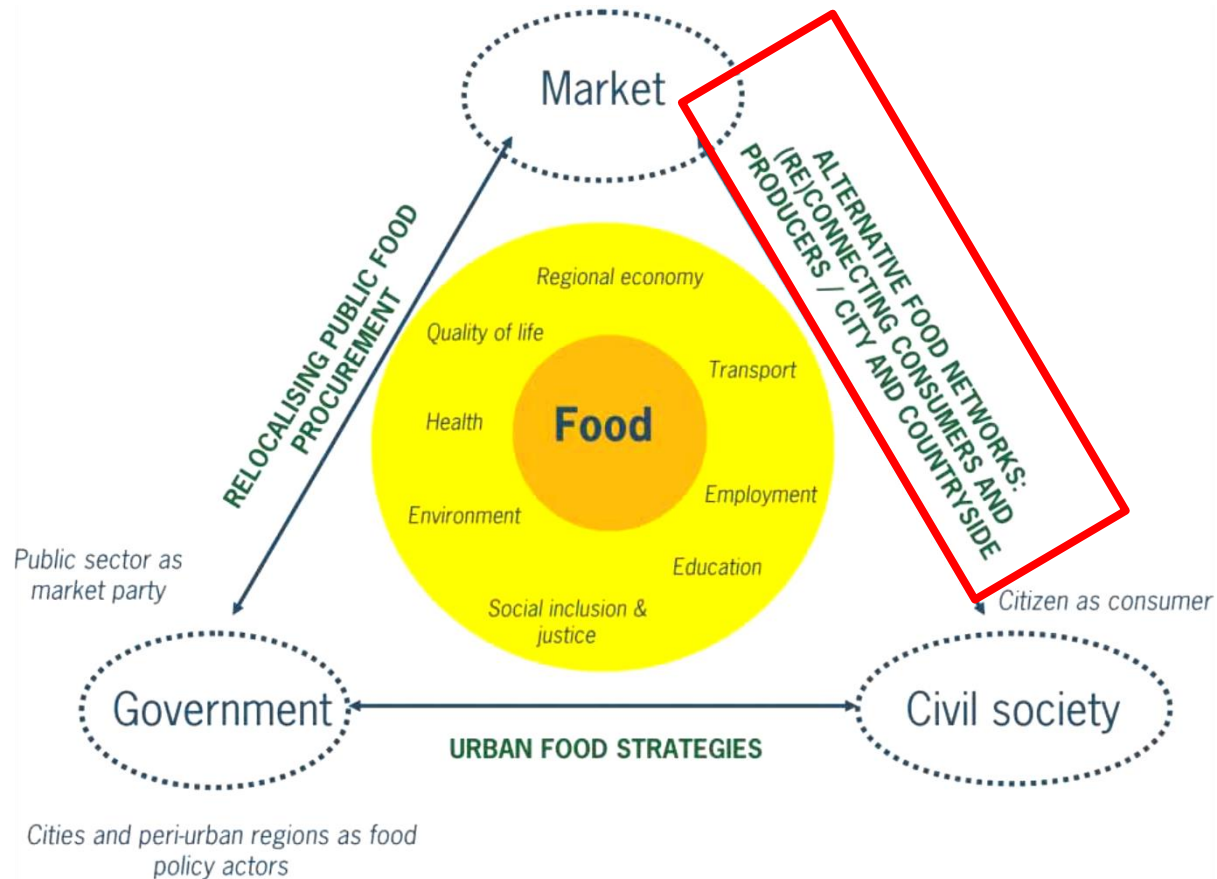 Market
RELOCALISING PUBLIC FOOD
PROCUREMENT
ALTERNATIVE FOOD NETWORKS:
(RE)CONNECTING CONSUMERS AND
PRODUCERS / CITY AND COUNTRYSIDE
Regional economy
Quality of life
Transport
Health
Food
Employment
Environment
Education
Social inclusion &
justice
Public sector as
market party
Citizen as consumer
Government
Civil society
URBAN FOOD STRATEGIES
Cities and peri-urban regions as food
policy actors